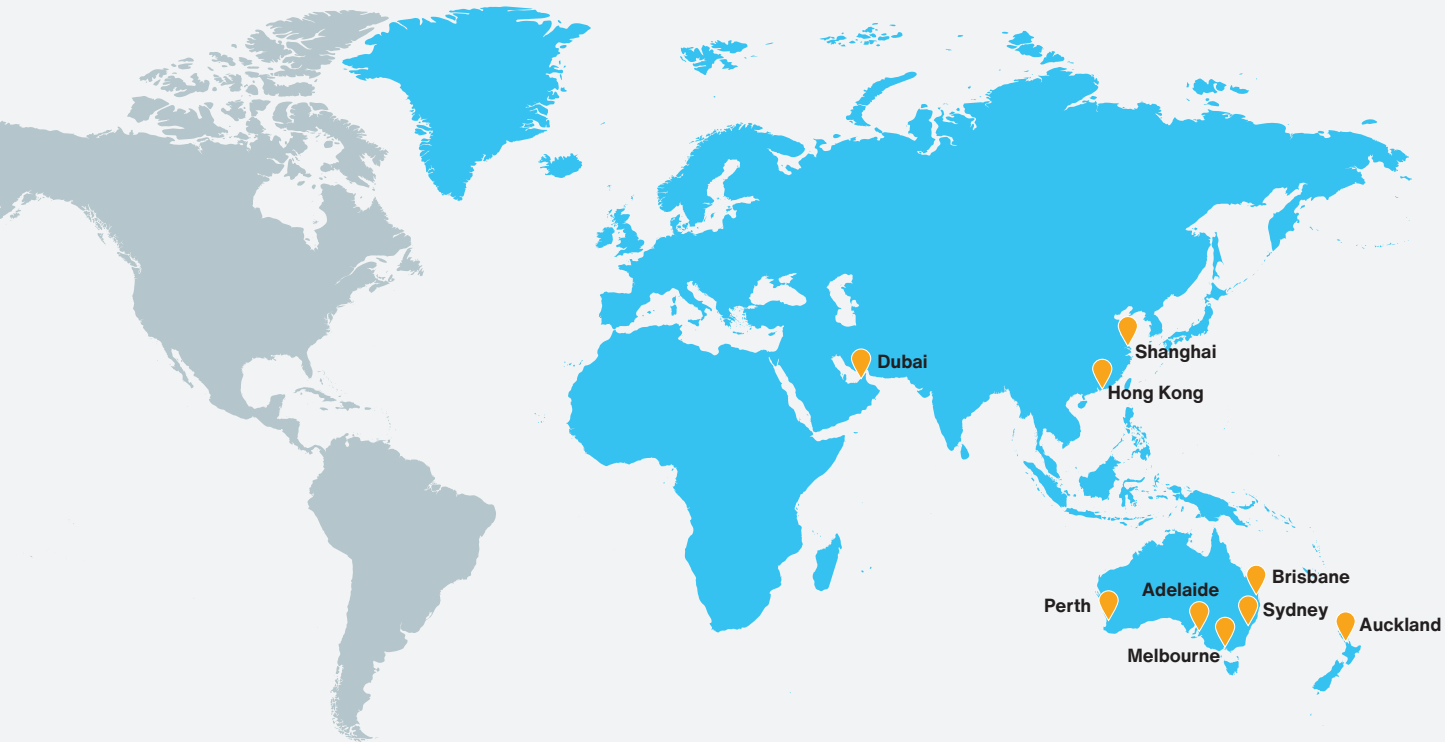 Shanghai
Dubai
Hong Kong
Brisbane
Adelaide
Perth
Sydney
Auckland
Melbourne